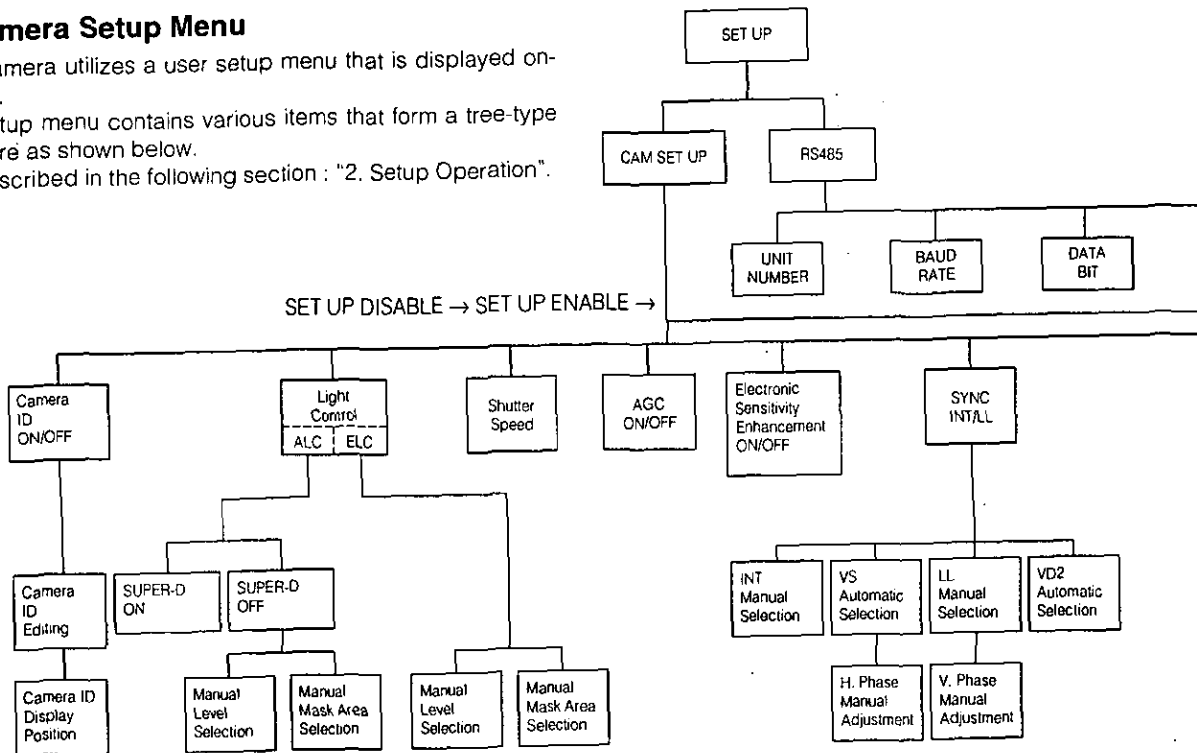 mera Setup Menu
amera utilizes a user setup menu that is displayed on-
tup menu contains various items that form a tree-type
re as shown below.
scribed in the following section : "2. Setup Operation".
SET UP
CAM SET UP
RS485
UNIT
NUMBER
BAUD
RATE
DATA
BIT
SET UP DISABLE → SET UP ENABLE →
Camera
ID
ON/OFF
Light
Control
ALC
ELC
Shutter
Speed
AGC
ON/OFF
Electronic
Sensitivity
Enhancement
ON/OFF
SYNC
INT/LL
Camera
ID
Editing
SUPER-D
ON
SUPER-D
OFF
INT
Manual
Selection
VS
Automatic
Selection
LL
Manual
Selection
VD2
Automatic
Selection
Camera ID
Display
Position
Manual
Level
Selection
Manual
Mask Area
Selection
Manual
Level
Selection
Manual
Mask Area
Selection
H. Phase
Manual
Adjustment
V. Phase
Manual
Adjustment